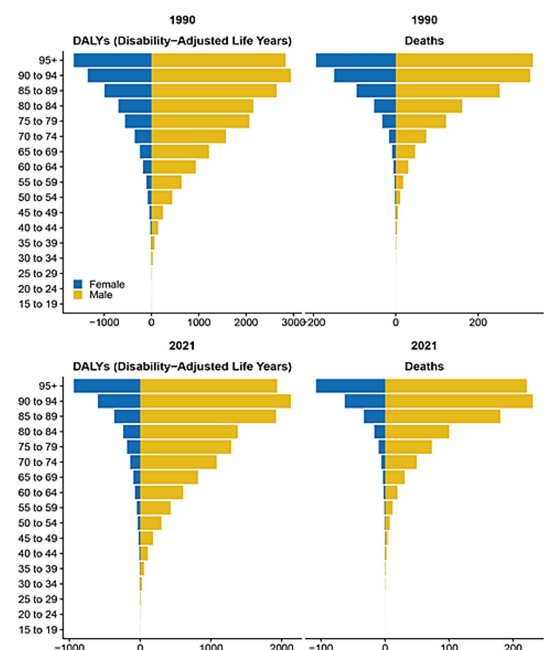 1990
1990
DALYs (Disability−Adjusted Life Years)
Deaths
95+
90 to 94
85 to 89
80 to 84
75 to 79
70 to 74
65 to 69
60 to 64
55 to 59
50 to 54
45 to 49
40 to 44
35 to 39
30 to 34
25 to 29
20 to 24
15 to 19
Female
Male
−1000 0 1000 2000 3000 −200 0 200
2021
2021
DALYs (Disability−Adjusted Life Years)
Deaths
95+
90 to 94
85 to 89
80 to 84
75 to 79
70 to 74
65 to 69
60 to 64
55 to 59
50 to 54
45 to 49
40 to 44
35 to 39
30 to 34
25 to 29
20 to 24
15 to 19
−1000 0 1000 2000 −100 0 100 200